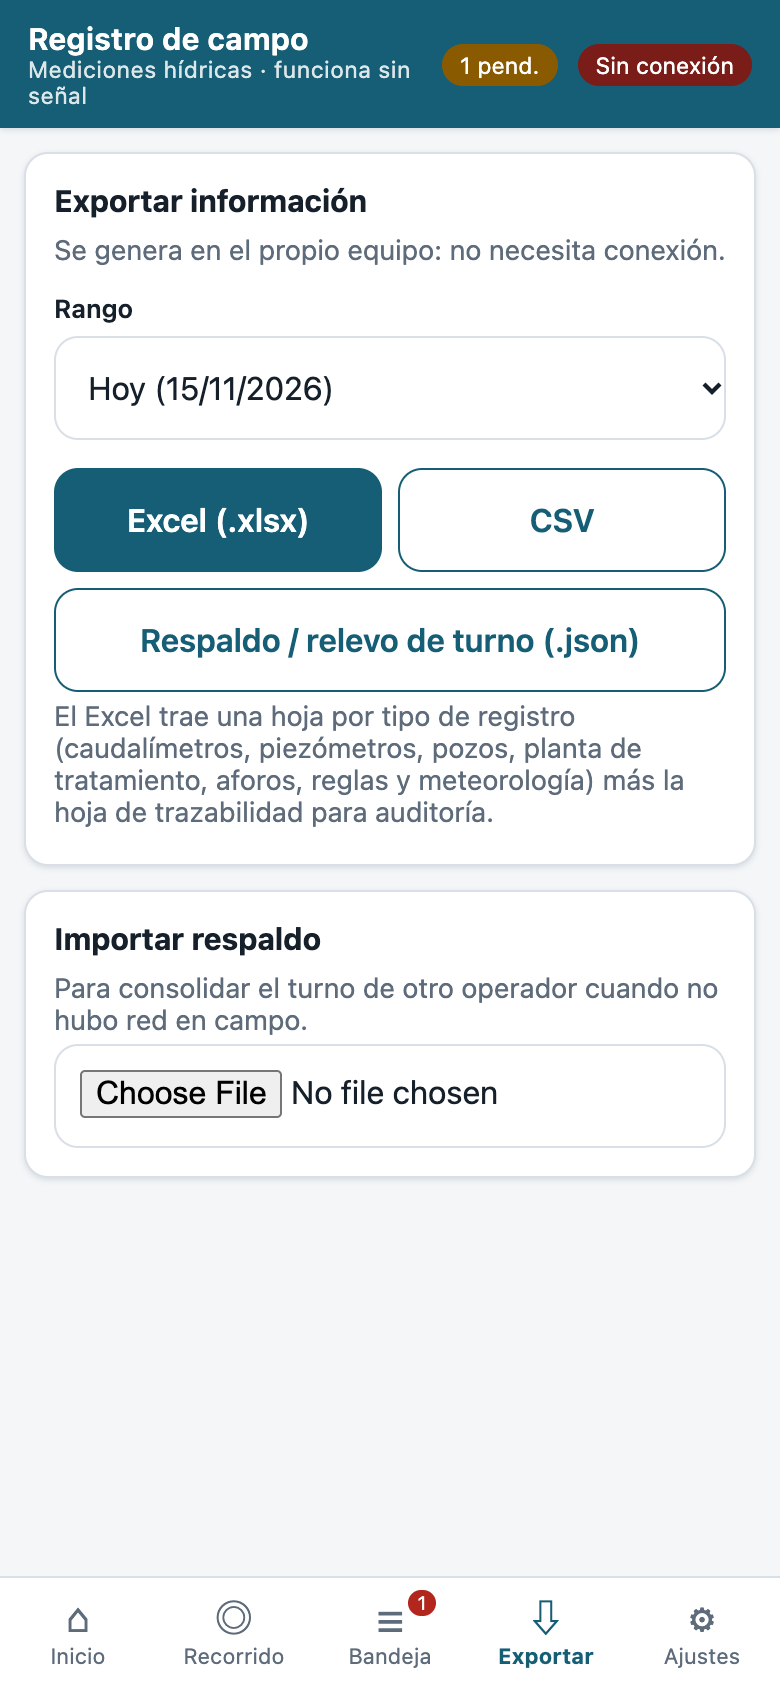 Registro de campo
Mediciones hídricas · funciona sin
señal
1 pend.
Sin conexión
Exportar información
Se genera en el propio equipo: no necesita conexión.
Rango
Hoy (15/11/2026)
Excel (.xlsx)
CSV
Respaldo / relevo de turno (.json)
El Excel trae una hoja por tipo de registro
(caudalímetros, piezómetros, pozos, planta de
tratamiento, aforos, reglas y meteorología) más la
hoja de trazabilidad para auditoría.
Importar respaldo
Para consolidar el turno de otro operador cuando no
hubo red en campo.
Choose File No file chosen
1
Inicio
Recorrido
Bandeja
Exportar
Ajustes